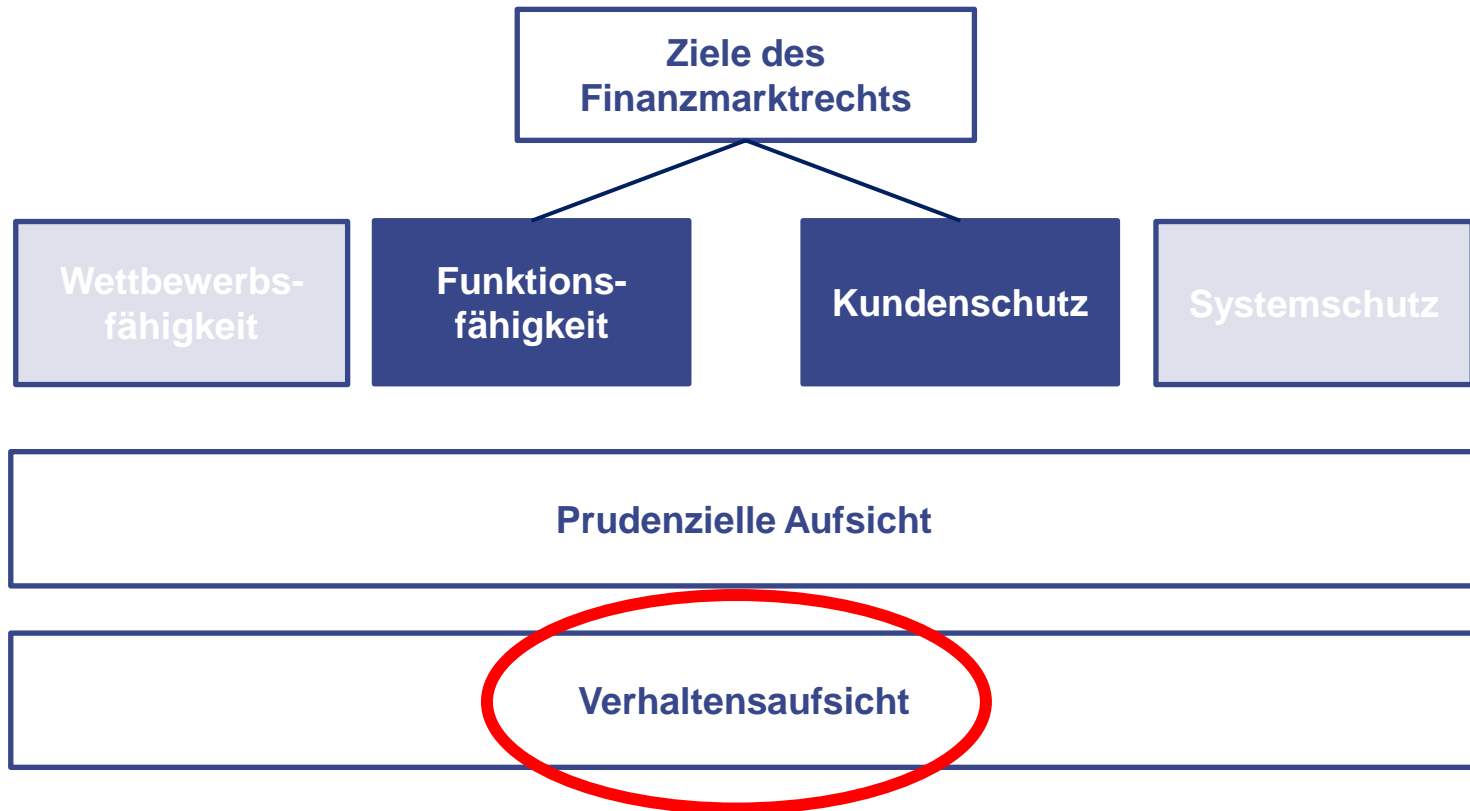 Ziele des
Finanzmarktrechts
Wettbewerbs-
fähigkeit
Funktions-
fähigkeit
Kundenschutz
Systemschutz
Prudenzielle Aufsicht
Verhaltensaufsicht